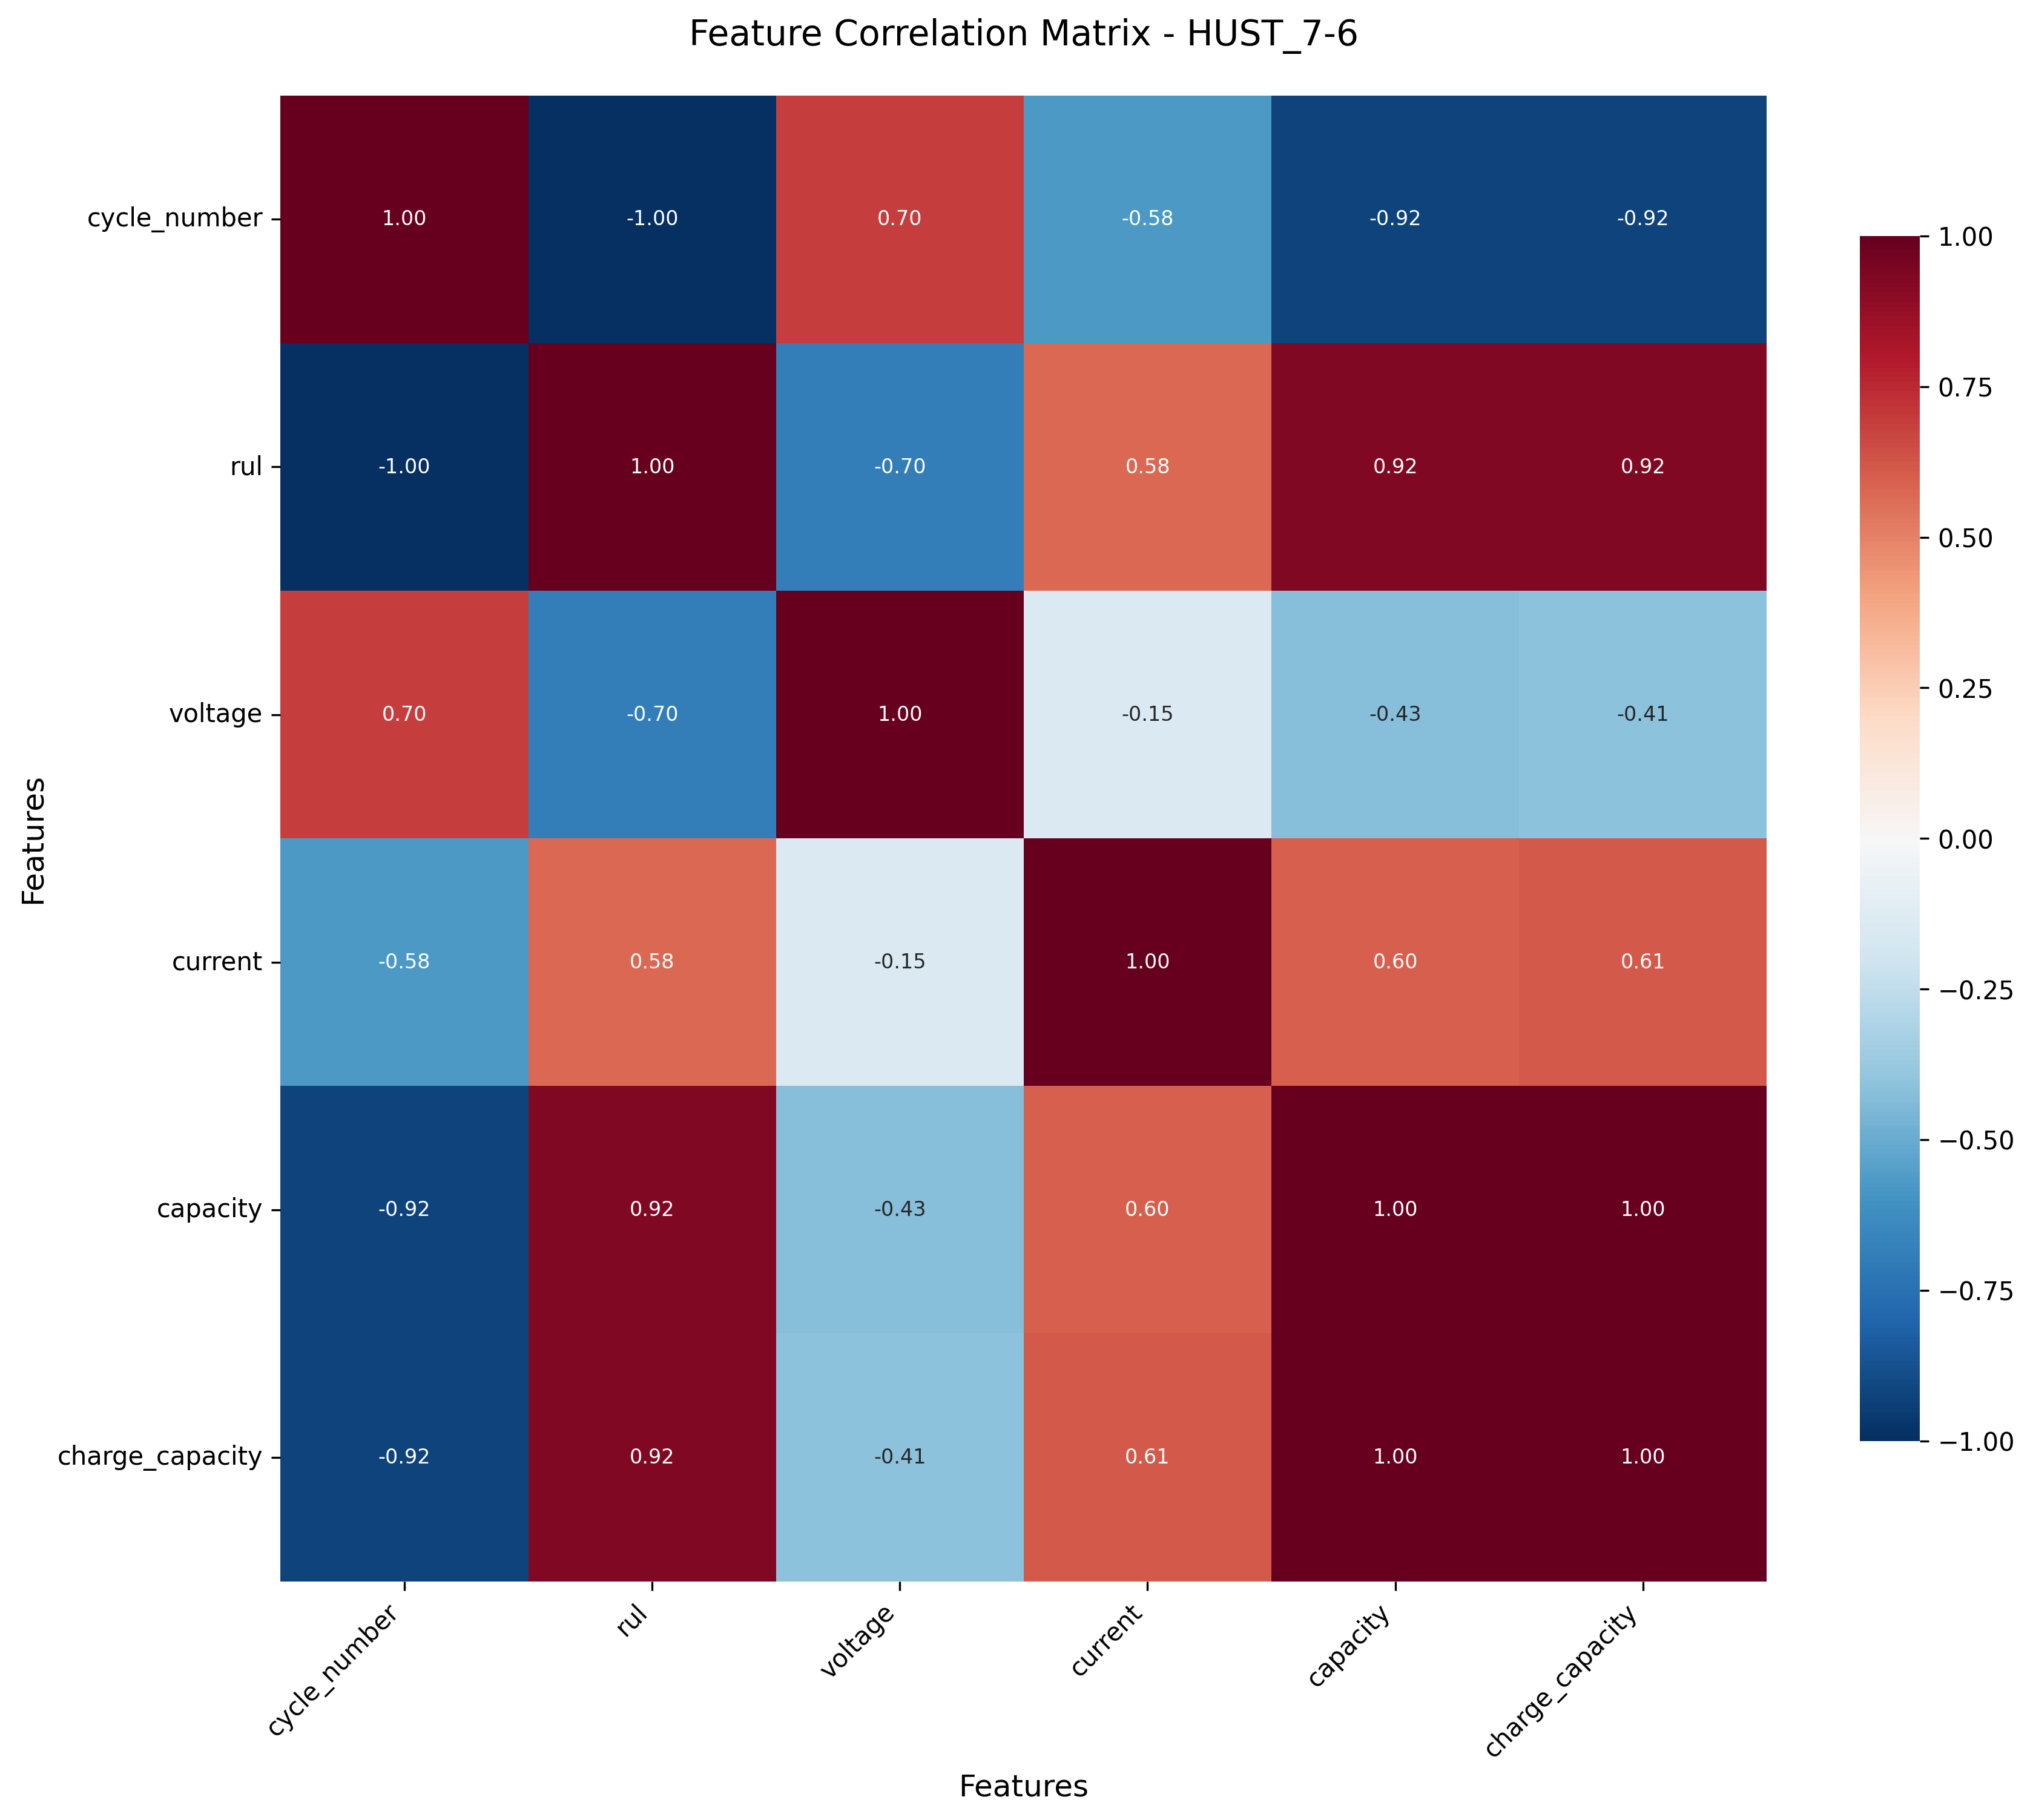 Feature Correlation Matrix - HUST_7-6
cycle_number 1.00 -1.00 0.70 -0.58 -0.92 -0.92
rul -1.00 1.00 -0.70 0.58 0.92 0.92
voltage 0.70 -0.70 1.00 -0.15 -0.43 -0.41
current -0.58 0.58 -0.15 1.00 0.60 0.61
capacity -0.92 0.92 -0.43 0.60 1.00 1.00
charge_capacity -0.92 0.92 -0.41 0.61 1.00 1.00
Features
cycle_number rul voltage current capacity charge_capacity
Features
1.00
0.75
0.50
0.25
0.00
−0.25
−0.50
−0.75
−1.00